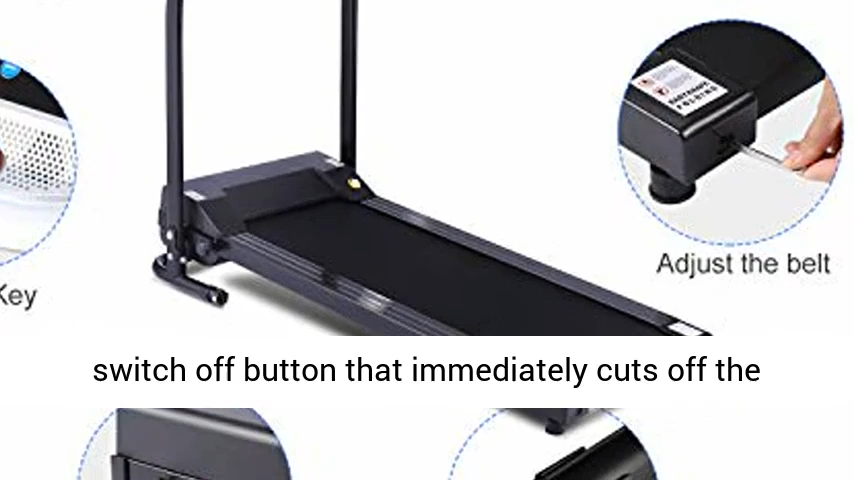 Key
Adjust the belt
switch off button that immediately cuts off the